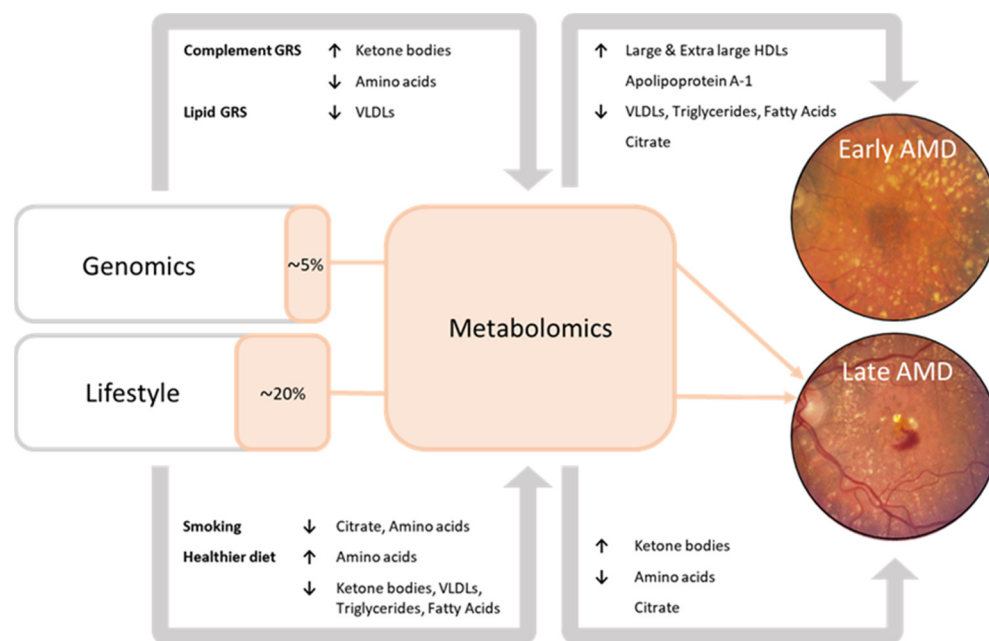 Complement GRS ↑ Ketone bodies
↓ Amino acids
Lipid GRS ↓ VLDLs
↑ Large & Extra large HDLs
Apolipoprotein A-1
↓ VLDLs, Triglycerides, Fatty Acids
Citrate
Early AMD
Genomics
~5%
Metabolomics
Lifestyle
~20%
Late AMD
Smoking ↓ Citrate, Amino acids
Healthier diet ↑ Amino acids
↓ Ketone bodies, VLDLs,
Triglycerides, Fatty Acids
↑ Ketone bodies
↓ Amino acids
Citrate